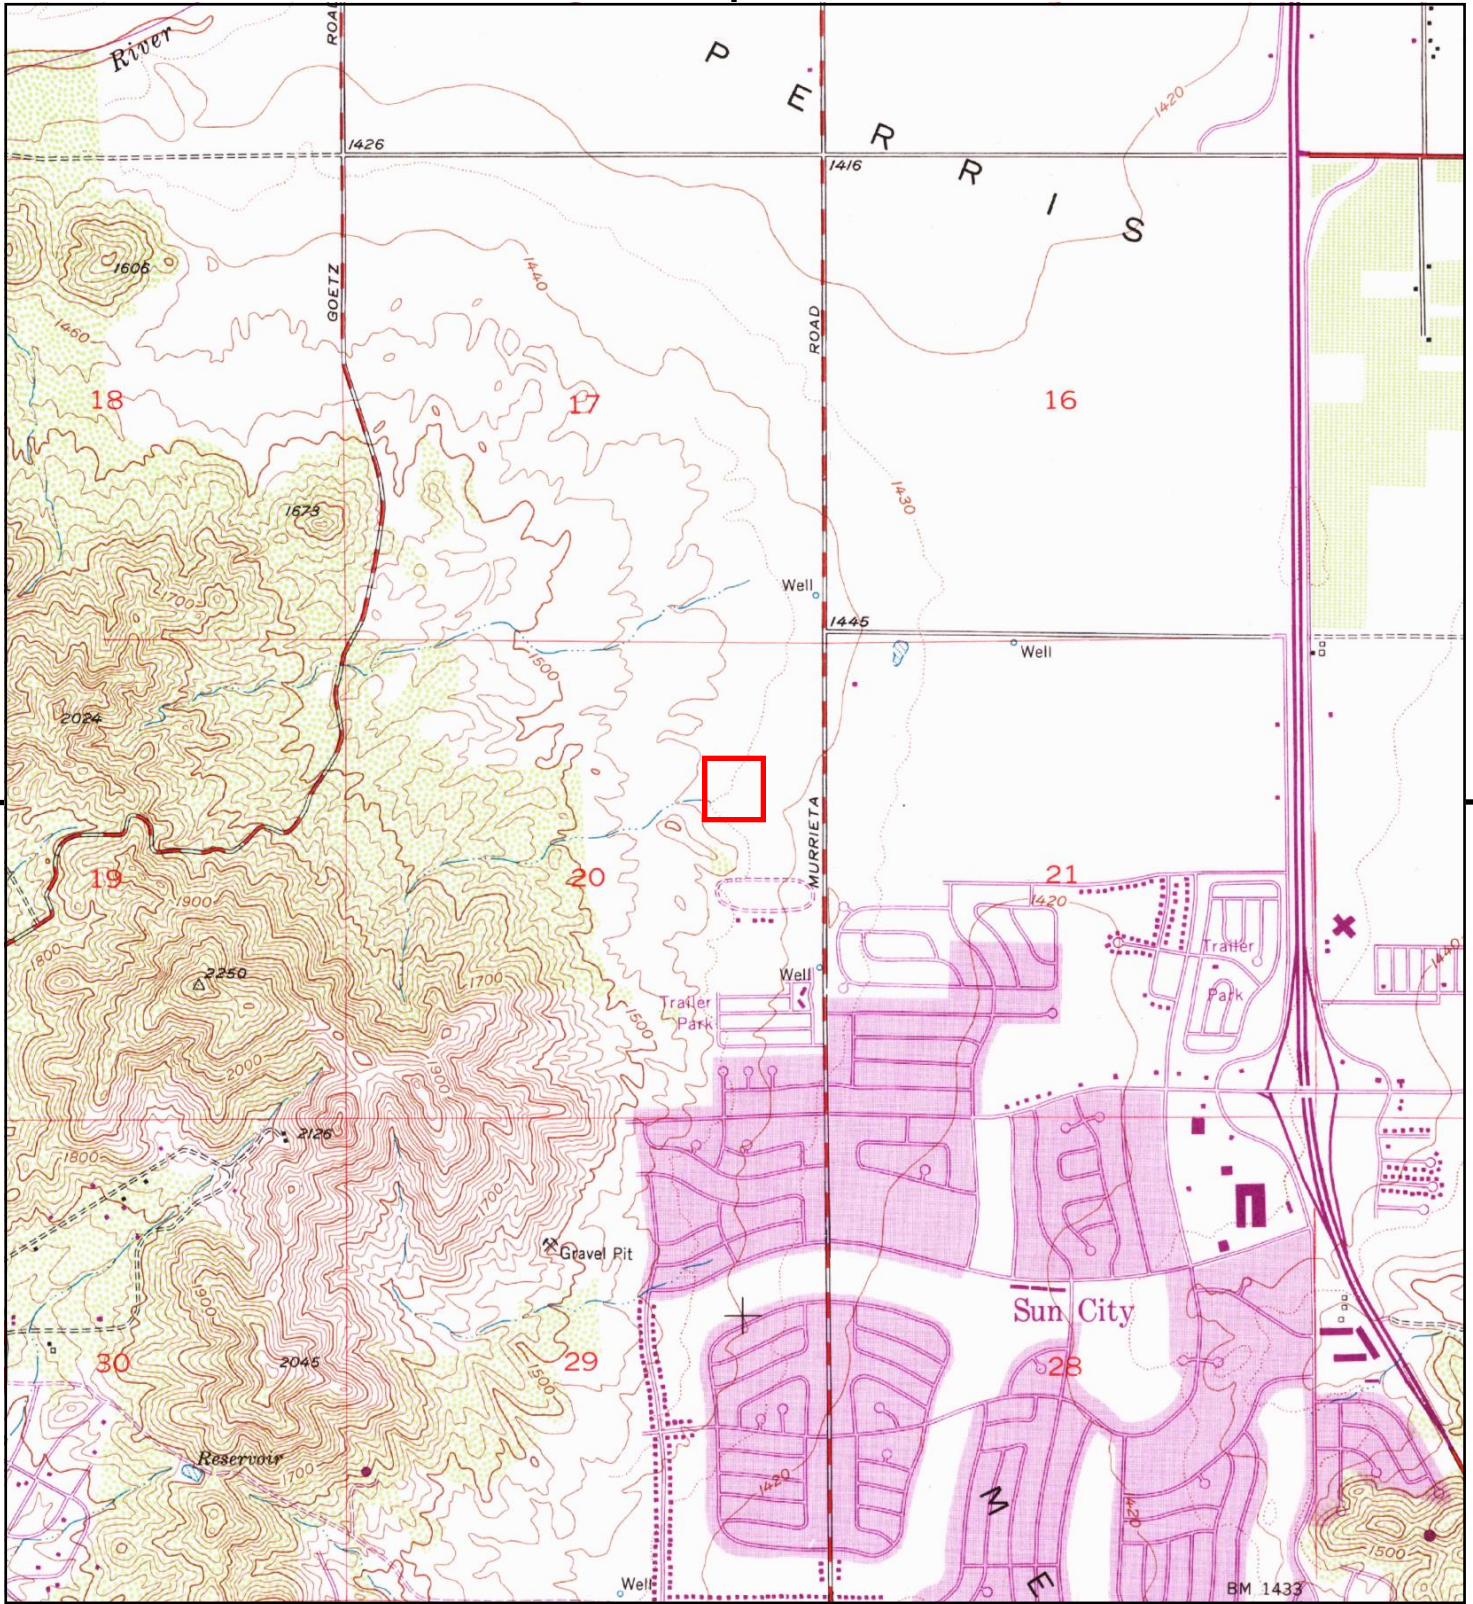 River
ROAD
P
E
R
R
I
S
1420
1426
1416
1606
GOETZ
1440
ROAD
1460
18
17
16
1673
1430
1700
Well
1445
Well
1500
2024
MURRIETA
19
20
21
1420
1900
1800
2250
1700
Well
Trailer
Park
Trailer
Park
1440
1500
2000
1900
2126
1800
1700
Gravel Pit
1900
Sun City
30
2045
29
1500
28
Reservoir
1700
1420
M
1420
1500
Well
E
BM 1433